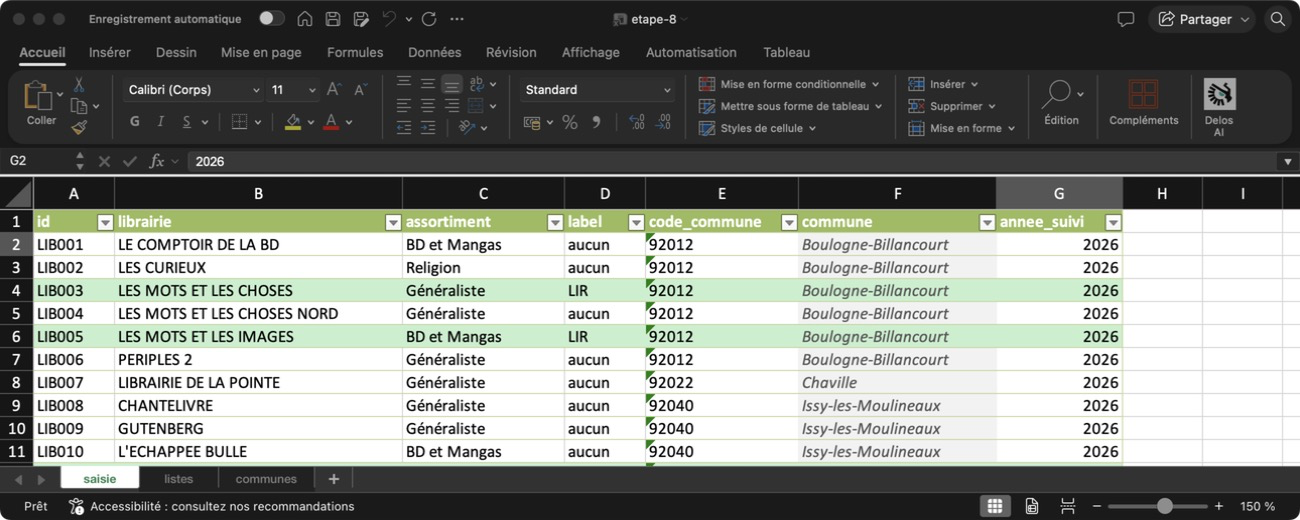 Enregistrement automatique etape-8 Partager
Accueil Insérer Dessin Mise en page Formules Données Révision Affichage Automatisation Tableau
Calibri (Corps) 11 A A Standard Mise en forme conditionnelle Insérer
Coller Mettre sous forme de tableau Supprimer Édition Compléments Delos AI
G I S A % Styles de cellule Mise en forme
G2 fx 2026
A B C D E F G H I
1 id librairie assortiment label code_commune commune annee_suivi
2 LIB001 LE COMPTOIR DE LA BD BD et Mangas aucun 92012 Boulogne-Billancourt 2026
3 LIB002 LES CURIEUX Religion aucun 92012 Boulogne-Billancourt 2026
4 LIB003 LES MOTS ET LES CHOSES Généraliste LIR 92012 Boulogne-Billancourt 2026
5 LIB004 LES MOTS ET LES CHOSES NORD Généraliste aucun 92012 Boulogne-Billancourt 2026
6 LIB005 LES MOTS ET LES IMAGES BD et Mangas LIR 92012 Boulogne-Billancourt 2026
7 LIB006 PERIPLES 2 Généraliste aucun 92012 Boulogne-Billancourt 2026
8 LIB007 LIBRAIRIE DE LA POINTE Généraliste aucun 92022 Chaville 2026
9 LIB008 CHANTELIVRE Généraliste aucun 92040 Issy-les-Moulineaux 2026
10 LIB009 GUTENBERG Généraliste aucun 92040 Issy-les-Moulineaux 2026
11 LIB010 L'ECHAPPEE BULLE BD et Mangas aucun 92040 Issy-les-Moulineaux 2026
saisie listes communes +
Prêt Accessibilité : consultez nos recommandations 150 %